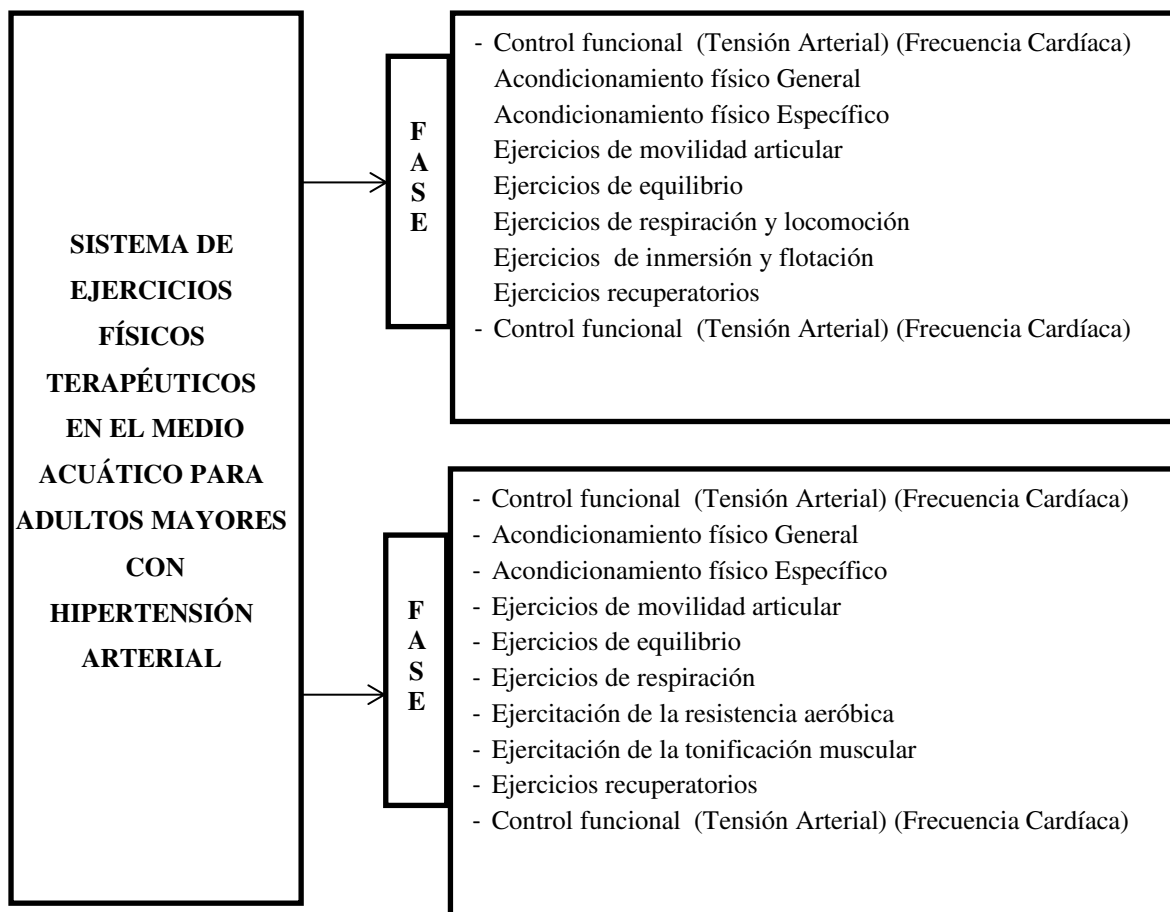 SISTEMA DE
EJERCICIOS
FÍSICOS
TERAPÉUTICOS
EN EL MEDIO
ACUÁTICO PARA
ADULTOS MAYORES
CON
HIPERTENSIÓN
ARTERIAL
F
A
S
E
- Control funcional (Tensión Arterial) (Frecuencia Cardíaca)
Acondicionamiento físico General
Acondicionamiento físico Específico
Ejercicios de movilidad articular
Ejercicios de equilibrio
Ejercicios de respiración y locomoción
Ejercicios de inmersión y flotación
Ejercicios recuperatorios
- Control funcional (Tensión Arterial) (Frecuencia Cardíaca)
F
A
S
E
- Control funcional (Tensión Arterial) (Frecuencia Cardíaca)
- Acondicionamiento físico General
- Acondicionamiento físico Específico
- Ejercicios de movilidad articular
- Ejercicios de equilibrio
- Ejercicios de respiración
- Ejercitación de la resistencia aeróbica
- Ejercitación de la tonificación muscular
- Ejercicios recuperatorios
- Control funcional (Tensión Arterial) (Frecuencia Cardíaca)